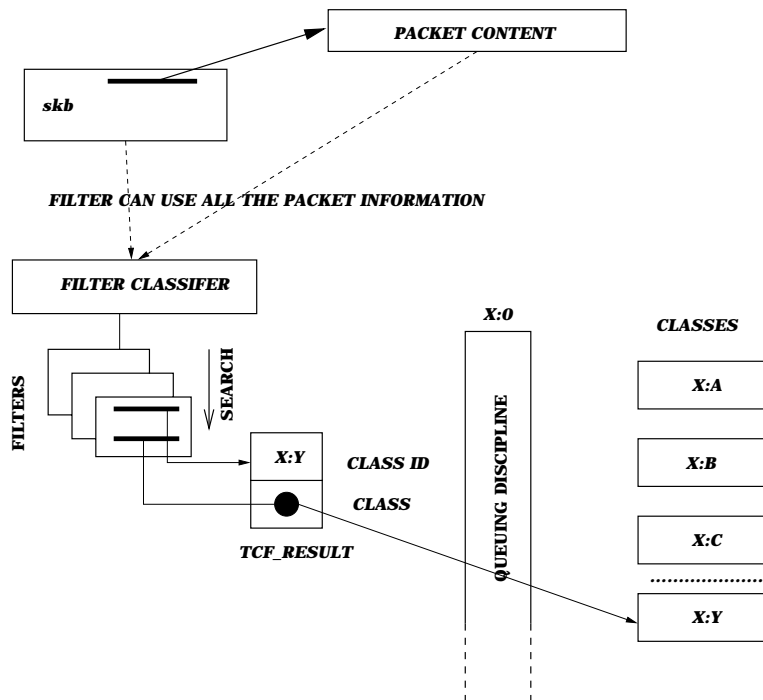 PACKET CONTENT
skb
FILTER CAN USE ALL THE PACKET INFORMATION
FILTER CLASSIFER
X:0
CLASSES
FILTERS
SEARCH
X:A
QUEUING DISCIPLINE
X:Y
CLASS ID
X:B
CLASS
TCF_RESULT
X:C
.....................
X:Y